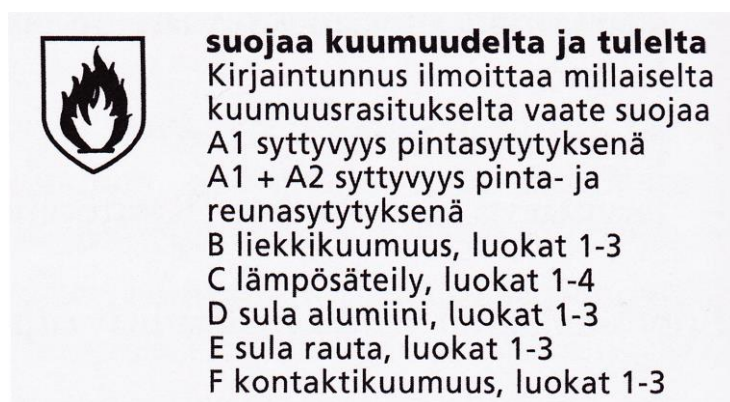 suojaa kuumuudelta ja tulelta
Kirjaintunnus ilmoittaa millaiselta
kuumuusrasitukselta vaate suojaa
A1 syttyvyys pintasytytyksenä
A1 + A2 syttyvyys pinta- ja
reunasytytyksenä
B liekkikuumuus, luokat 1-3
C lämpösäteily, luokat 1-4
D sula alumiini, luokat 1-3
E sula rauta, luokat 1-3
F kontaktikuumuus, luokat 1-3